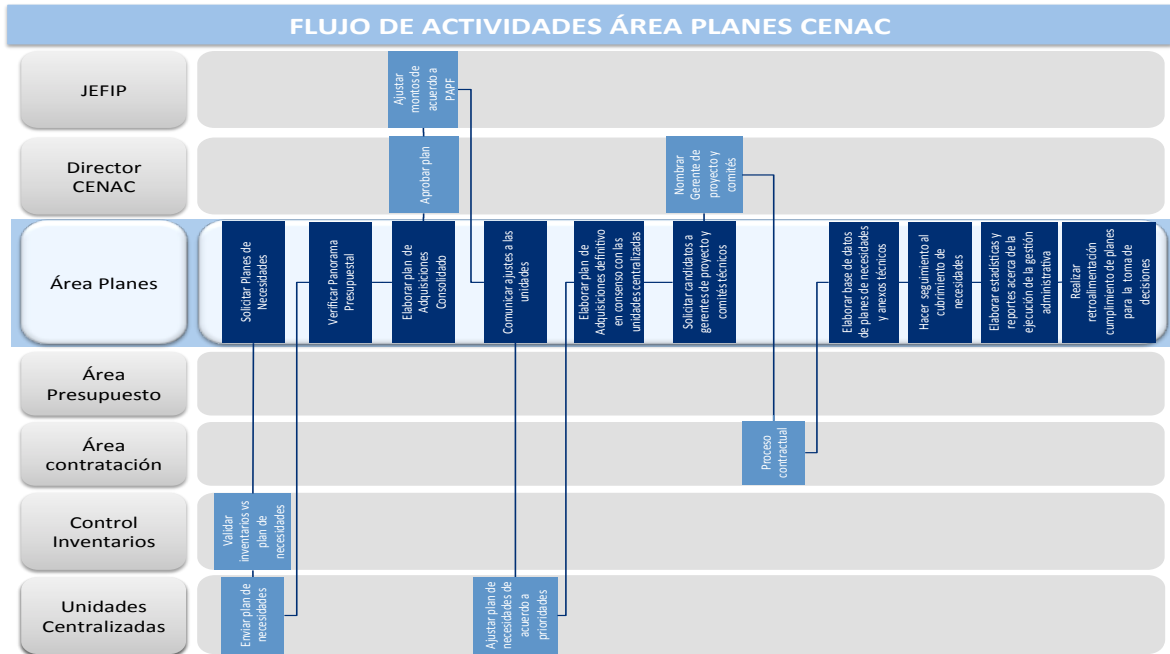 FLUJO DE ACTIVIDADES ÁREA PLANES CENAC
JEFIP
Ajustar
montos de
acuerdo a
PAPF
Director
CENAC
Aprobar plan
Nombrar
Gerente de
proyecto y
comités
Área Planes
Solicitar Planes de
Necesidades
Verificar Panorama
Presupuestal
Elaborar plan de
Adquisiciones
Consolidado
Comunicar ajustes a las
unidades
Elaborar plan de
Adquisiciones definitivo
en consenso con las
unidades centralizadas
Solicitar candidatos a
gerentes de proyecto y
comités técnicos
Elaborar base de datos
de planes de necesidades
y anexos técnicos
Hacer seguimiento al
cubrimiento de
necesidades
Elaborar estadísticas y
reportes acerca de la
ejecución de la gestión
administrativa
Realizar
retroalimentación
cumplimiento de planes
para la toma de
decisiones
Área
Presupuesto
Área
contratación
Proceso
contractual
Control
Inventarios
Validar
inventarios vs
plan de
necesidades
Unidades
Centralizadas
Enviar plan de
necesidades
Ajustar plan de
necesidades de
acuerdo a
prioridades